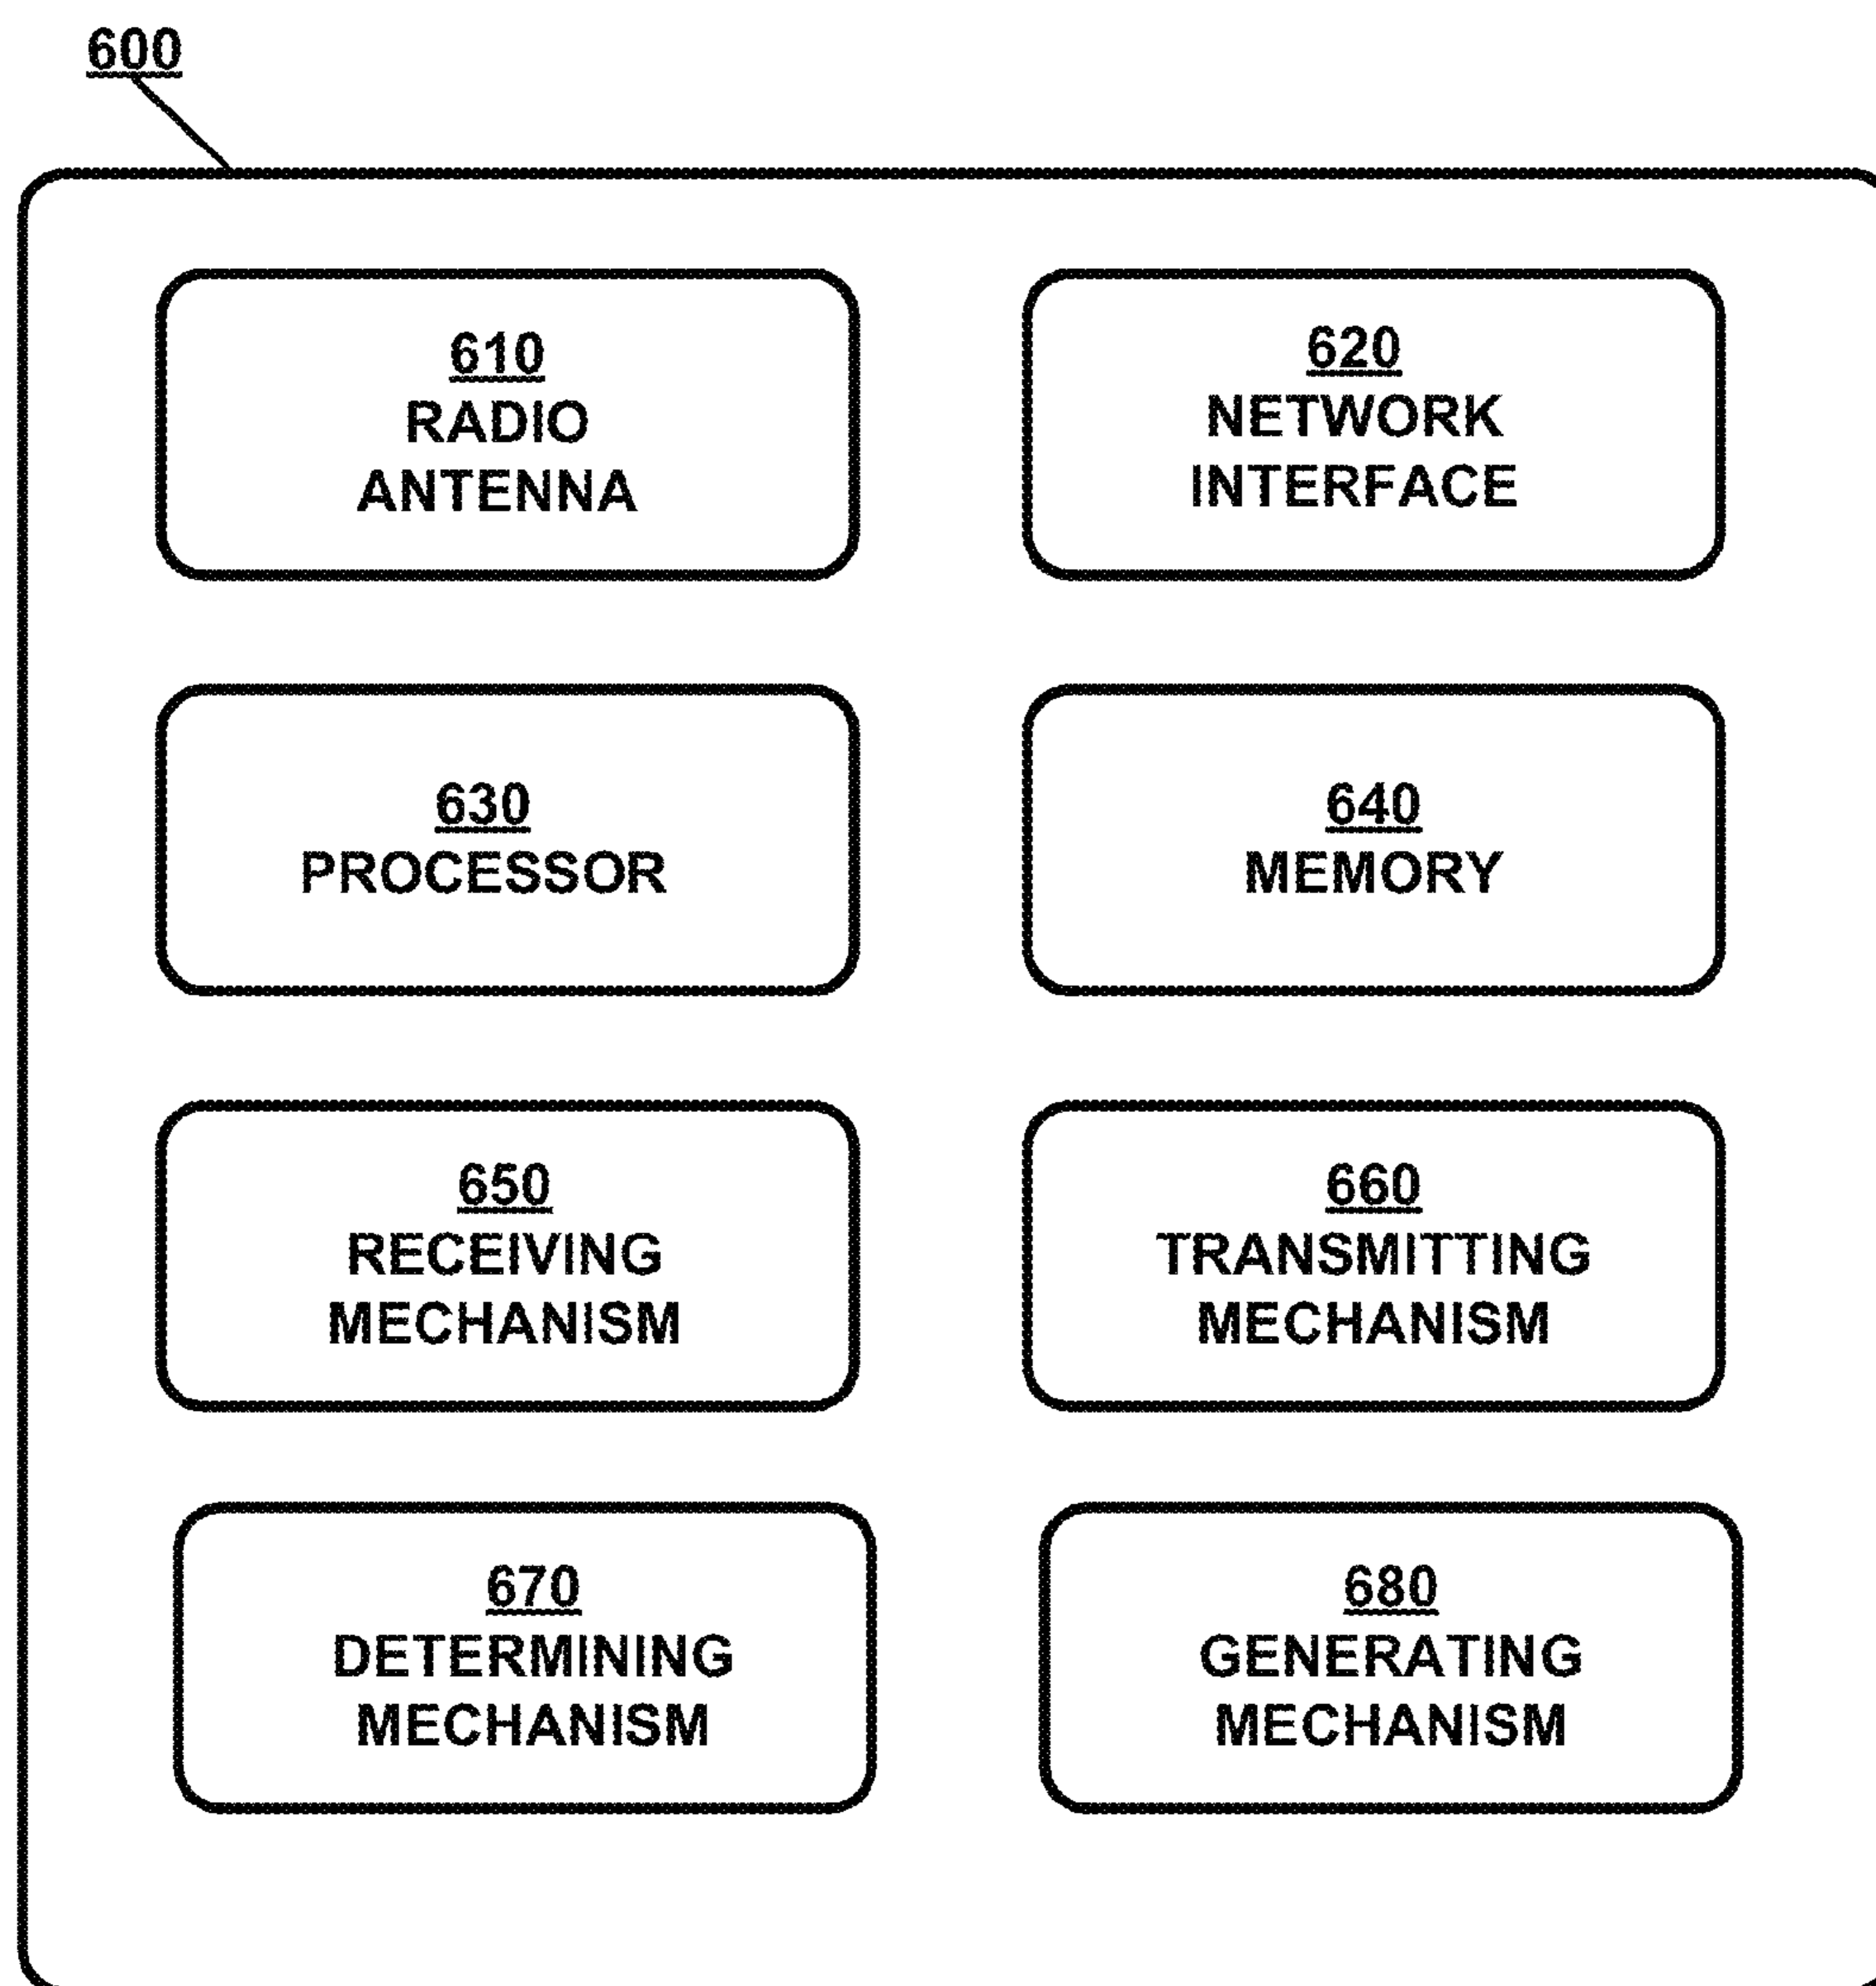 600
610
RADIO
ANTENNA
620
NETWORK
INTERFACE
630
PROCESSOR
640
MEMORY
650
RECEIVING
MECHANISM
660
TRANSMITTING
MECHANISM
670
DETERMINING
MECHANISM
680
GENERATING
MECHANISM